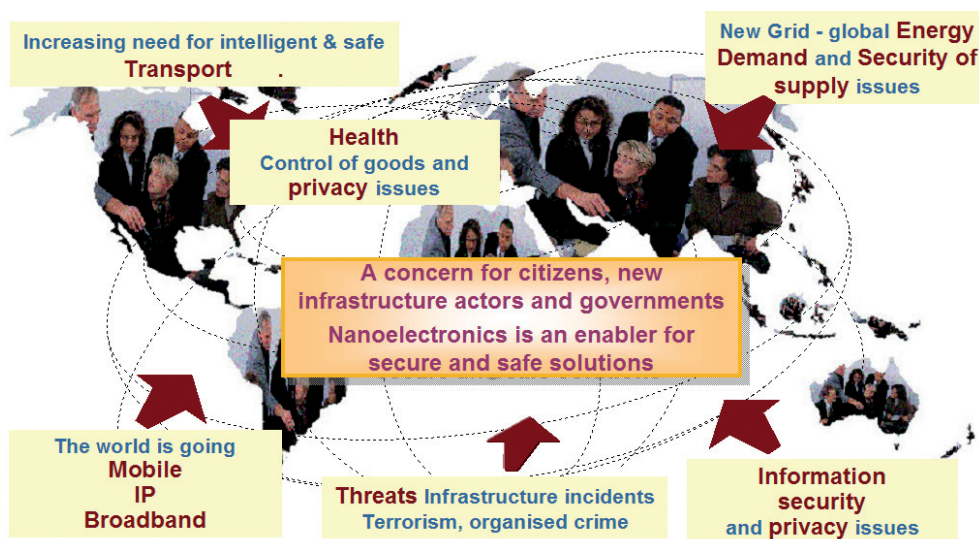 Increasing need for intelligent & safe
Transport .
New Grid - global Energy
Demand and Security of
supply issues
Health
Control of goods and
privacy issues
A concern for citizens, new
infrastructure actors and governments
Nanoelectronics is an enabler for
secure and safe solutions
The world is going
Mobile
IP
Broadband
Threats Infrastructure incidents
Terrorism, organised crime
Information
security
and privacy issues